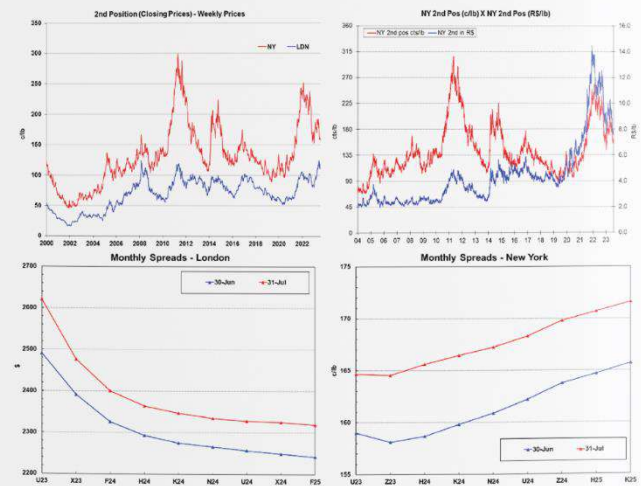 2nd Position (Closing Prices) - Weekly Prices
350
300
250
200
150
100
50
0
c/lb
NY
LDN
2000 2002 2004 2006 2008 2010 2012 2014 2016 2018 2020 2022
NY 2nd Pos (c/lb) X NY 2nd Pos (R$/lb)
NY 2nd pos cts/lb
NY 2nd in R$
360
315
270
225
180
135
90
45
0
cts/lb
16.0
14.0
12.0
10.0
8.0
6.0
4.0
2.0
0.0
R$/lb
04 05 06 07 08 09 10 11 12 13 14 15 16 17 18 19 20 21 22 23
Monthly Spreads - London
2700
2600
2500
2400
2300
2200
$
30-Jun
31-Jul
U23 X23 F24 H24 K24 N24 U24 X24 F25
Monthly Spreads - New York
175
170
165
160
155
c/lb
30-Jun
31-Jul
U23 Z23 H24 K24 N24 U24 Z24 H25 K25